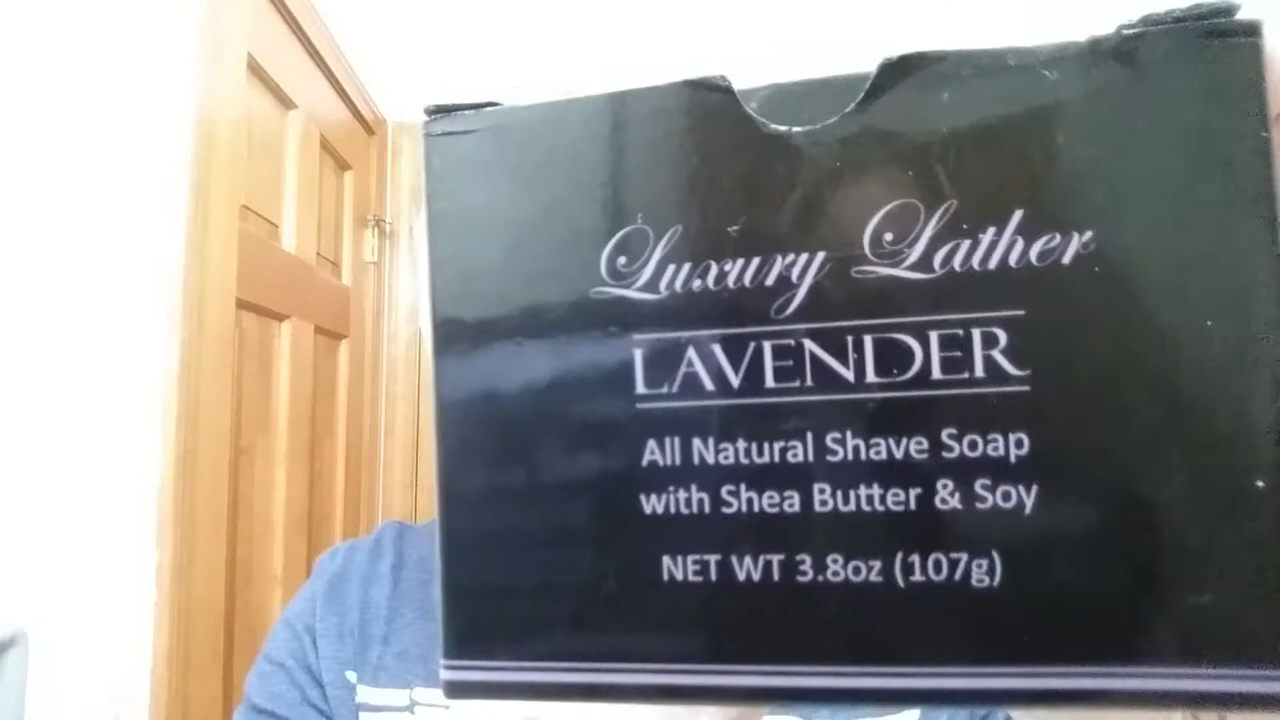 Luxury Lather
LAVENDER
All Natural Shave Soap
with Shea Butter & Soy
NET WT 3.8oz (107g)